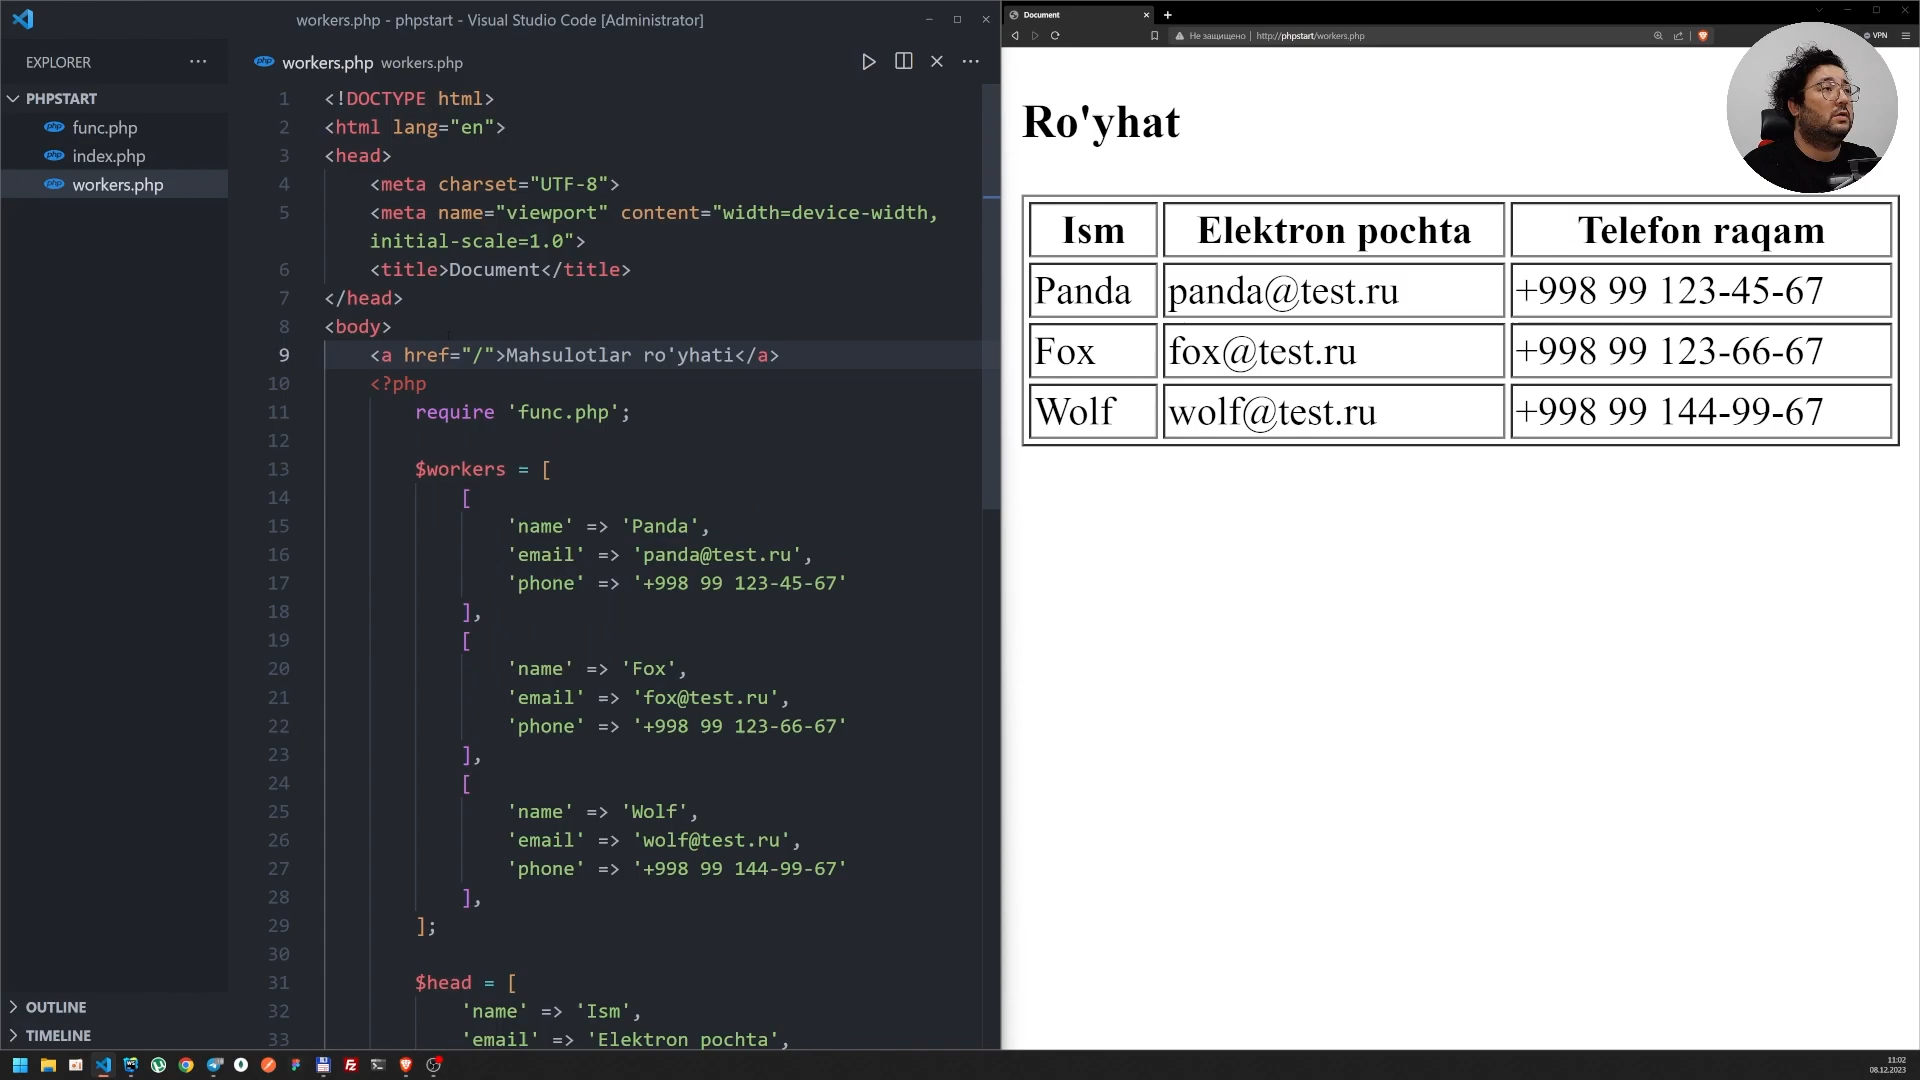 workers.php - phpstart - Visual Studio Code [Administrator]
EXPLORER
PHPSTART
func.php
index.php
workers.php
OUTLINE
TIMELINE
php workers.php workers.php
1 <!DOCTYPE html>
2 <html lang="en">
3 <head>
4 <meta charset="UTF-8">
5 <meta name="viewport" content="width=device-width,
initial-scale=1.0">
6 <title>Document</title>
7 </head>
8 <body>
9 <a href="/">Mahsulotlar ro'yhati</a>
10 <?php
11 require 'func.php';
12
13 $workers = [
14 [
15 'name' => 'Panda',
16 'email' => 'panda@test.ru',
17 'phone' => '+998 99 123-45-67'
18 ],
19 [
20 'name' => 'Fox',
21 'email' => 'fox@test.ru',
22 'phone' => '+998 99 123-66-67'
23 ],
24 [
25 'name' => 'Wolf',
26 'email' => 'wolf@test.ru',
27 'phone' => '+998 99 144-99-67'
28 ],
29 ];
30
31 $head = [
32 'name' => 'Ism',
33 'email' => 'Elektron pochta',
Document
Не защищено | http://phpstart/workers.php
VPN
Ro'yhat
Ism Elektron pochta Telefon raqam
Panda panda@test.ru +998 99 123-45-67
Fox fox@test.ru +998 99 123-66-67
Wolf wolf@test.ru +998 99 144-99-67
11:02
08.12.2023